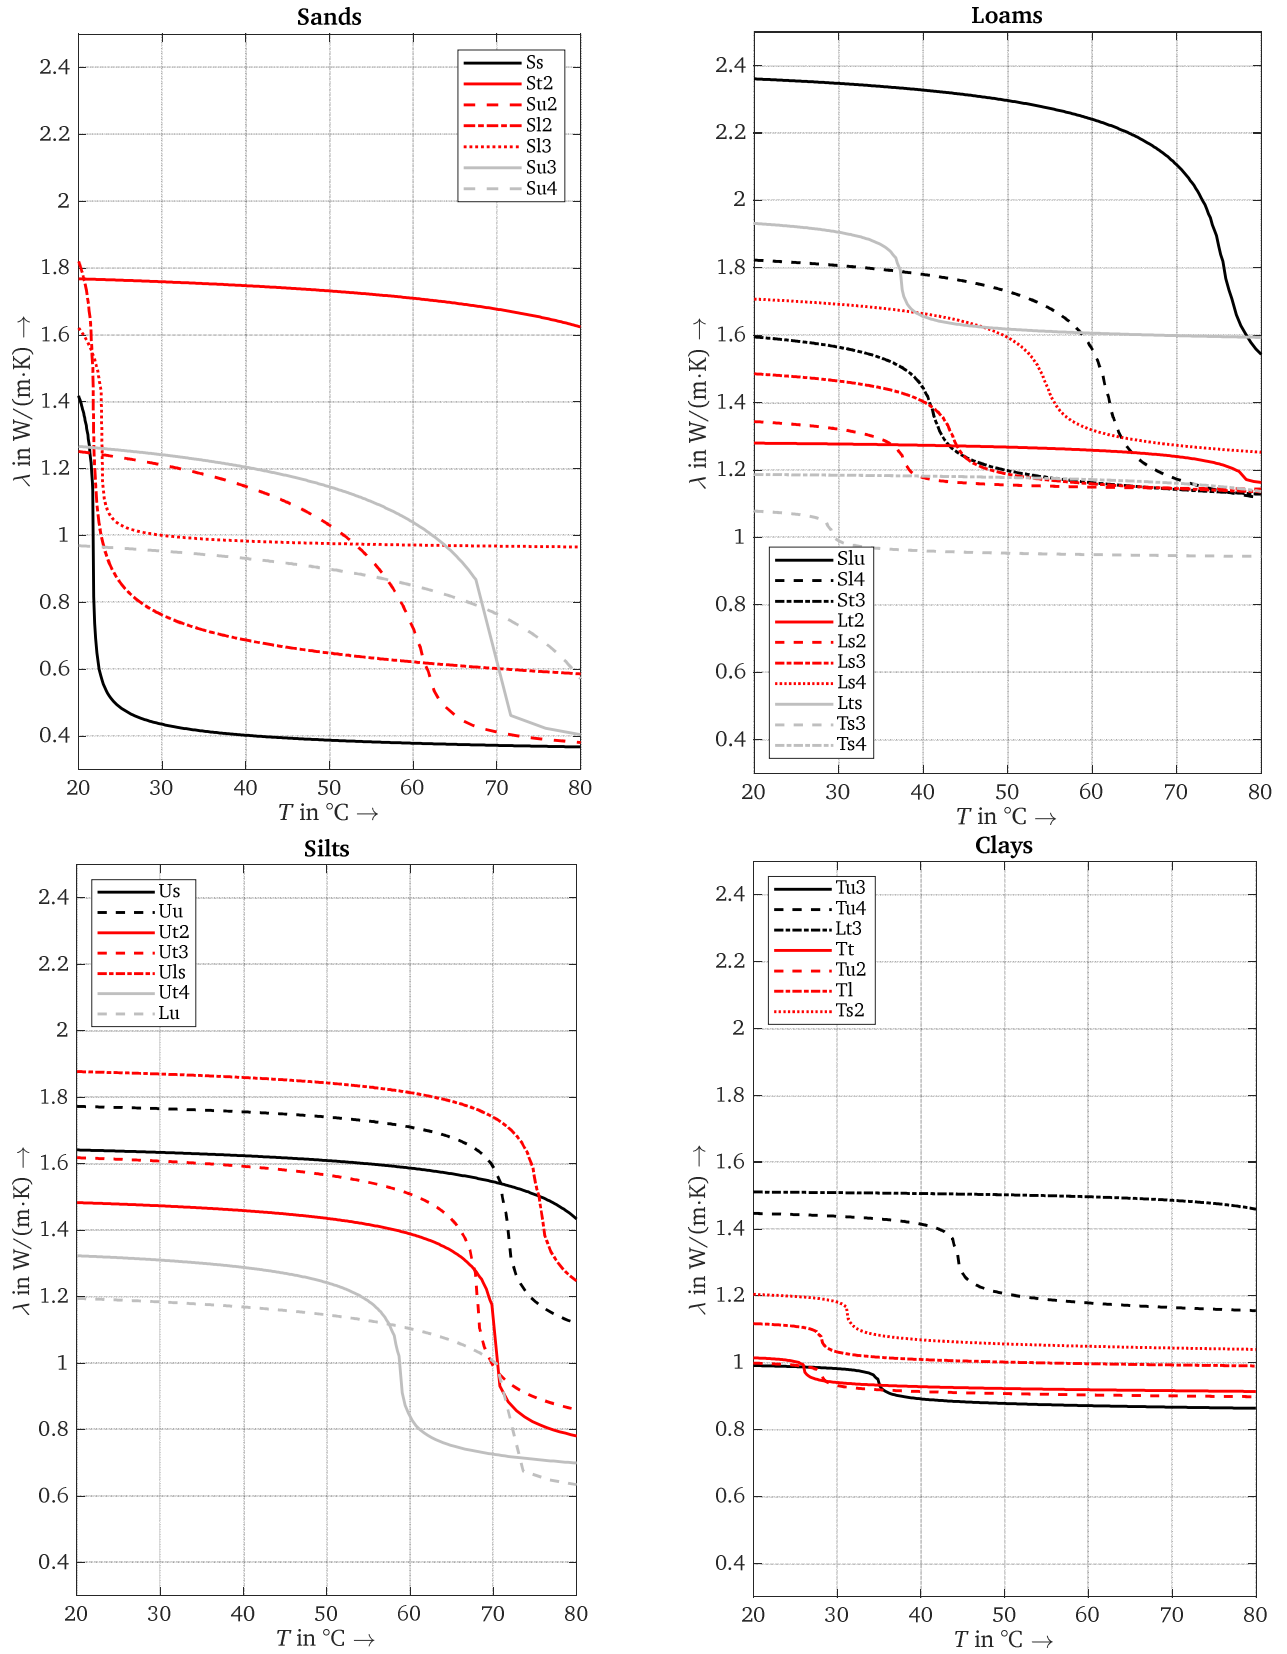 Sands
2.4
2.2
2
1.8
1.6
1.4
1.2
1
0.8
0.6
0.4
λ in W/(m·K) →
Ss
St2
Su2
Sl2
Sl3
Su3
Su4
20 30 40 50 60 70 80
T in °C →
Loams
2.4
2.2
2
1.8
1.6
1.4
1.2
1
0.8
0.6
0.4
λ in W/(m·K) →
Slu
Sl4
St3
Lt2
Ls2
Ls3
Ls4
Lts
Ts3
Ts4
20 30 40 50 60 70 80
T in °C →
Silts
2.4
2.2
2
1.8
1.6
1.4
1.2
1
0.8
0.6
0.4
λ in W/(m·K) →
Us
Uu
Ut2
Ut3
Uls
Ut4
Lu
20 30 40 50 60 70 80
T in °C →
Clays
2.4
2.2
2
1.8
1.6
1.4
1.2
1
0.8
0.6
0.4
λ in W/(m·K) →
Tu3
Tu4
Lt3
Tt
Tu2
Tl
Ts2
20 30 40 50 60 70 80
T in °C →